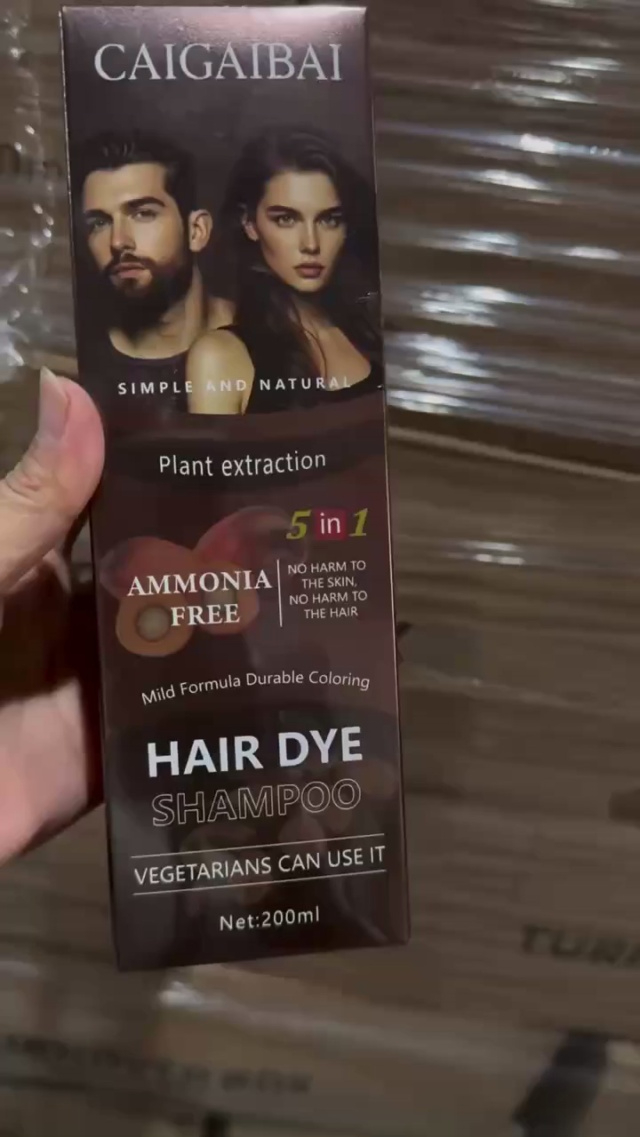 CAIGAIBAI
SIMPLE AND NATURAL
Plant extraction
5 in 1
AMMONIA
FREE
NO HARM TO
THE SKIN,
NO HARM TO
THE HAIR
Mild Formula Durable Coloring
HAIR DYE
SHAMPOO
VEGETARIANS CAN USE IT
Net:200ml